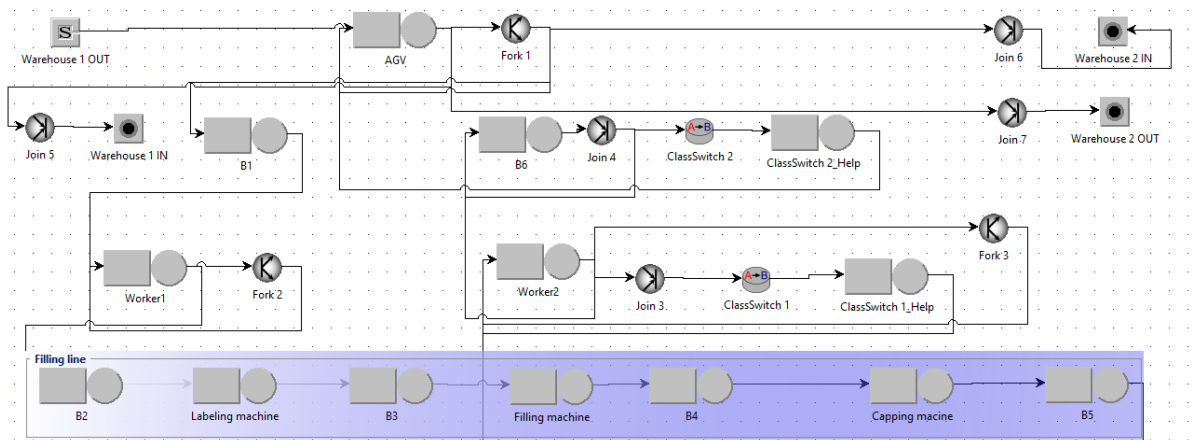 S
Warehouse 1 OUT
AGV
Fork 1
Join 6
Warehouse 2 IN
Join 5
Warehouse 1 IN
B1
B6
Join 4
A B
ClassSwitch 2
ClassSwitch 2_Help
Join 7
Warehouse 2 OUT
Worker1
Fork 2
Worker2
Join 3
A B
ClassSwitch 1
ClassSwitch 1_Help
Fork 3
Filling line
B2
Labeling machine
B3
Filling machine
B4
Capping macine
B5